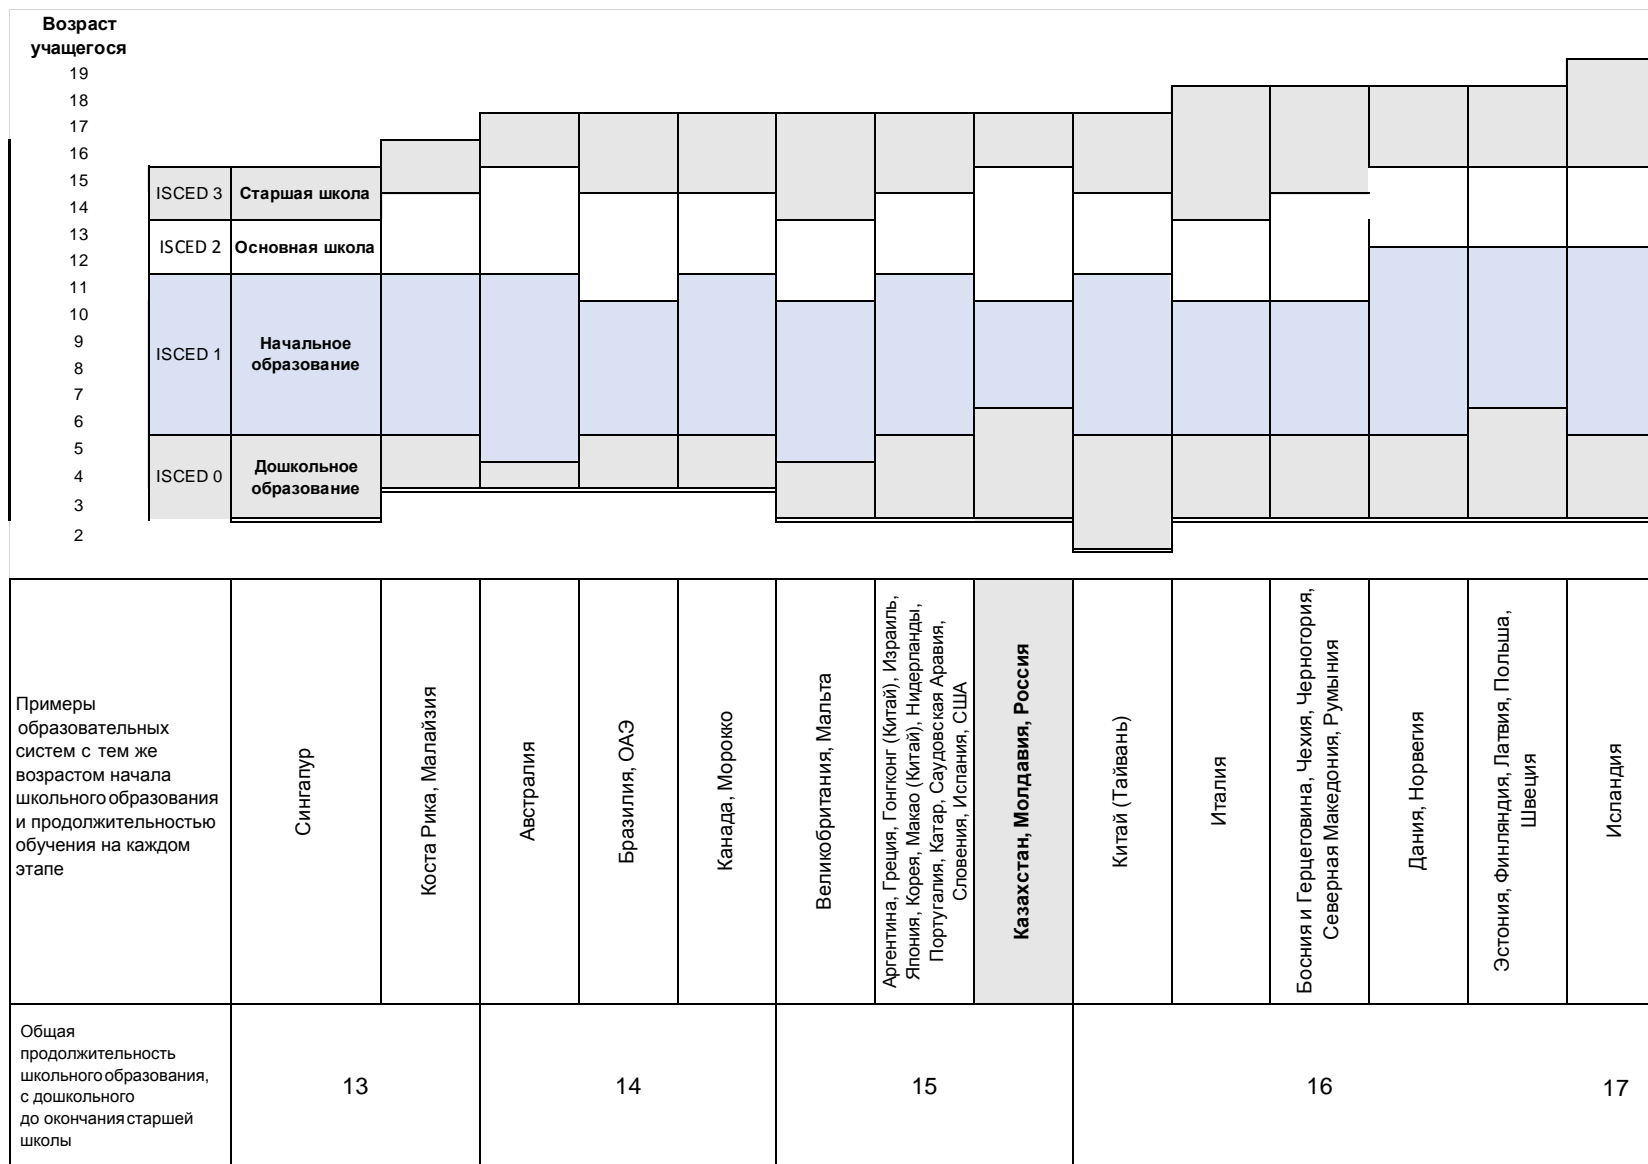 Возраст
учащегося
19
18
17
16
15
14
13
12
11
10
9
8
7
6
5
4
3
2
ISCED 3
Старшая школа
ISCED 2
Основная школа
ISCED 1
Начальное
образование
ISCED 0
Дошкольное
образование
Примеры
образовательных
систем с тем же
возрастом начала
школьного образования
и продолжительностью
обучения на каждом
этапе
Сингапур
Коста Рика, Малайзия
Австралия
Бразилия, ОАЭ
Канада, Морокко
Великобритания, Мальта
Аргентина, Греция, Гонгконг (Китай), Израиль,
Япония, Корея, Макао (Китай), Нидерланды,
Португалия, Катар, Саудовская Аравия,
Словения, Испания, США
Казахстан, Молдавия, Россия
Китай (Тайвань)
Италия
Босния и Герцеговина, Чехия, Черногория,
Северная Македония, Румыния
Дания, Норвегия
Эстония, Финляндия, Латвия, Польша,
Швеция
Исландия
Общая
продолжительность
школьного образования,
с дошкольного
до окончания старшей
школы
13
14
15
16
17